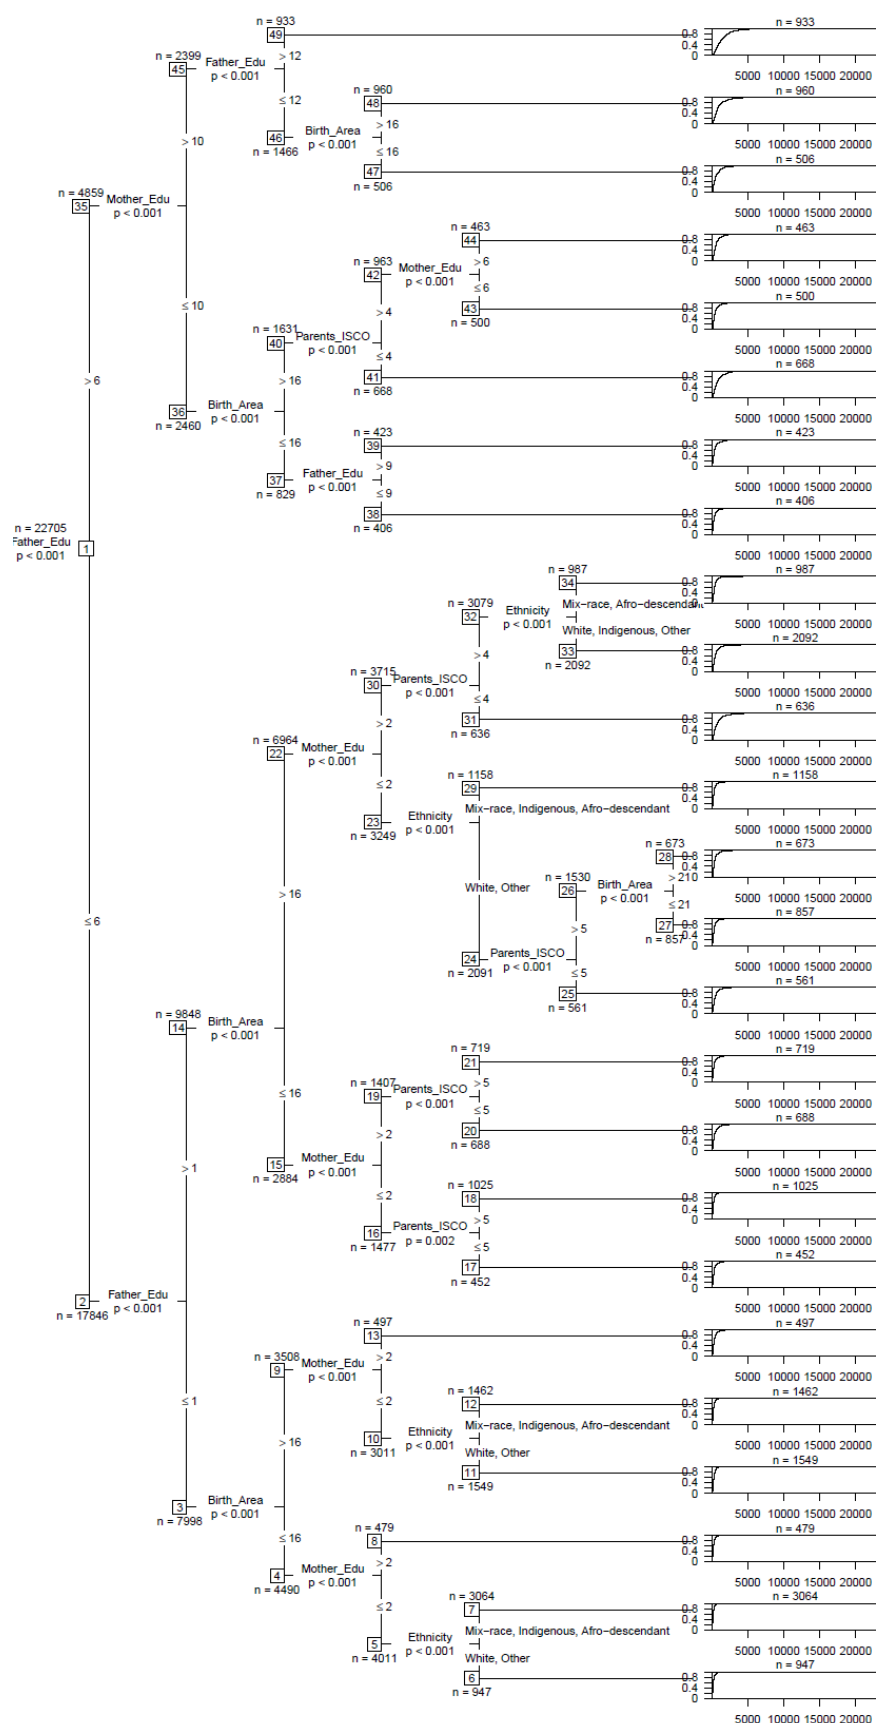 n = 933
n = 933
49
0.8
0.4
0
n = 2399
45
Father_Edu
p < 0.001
> 12
5000 10000 15000 20000
n = 960
n = 960
≤ 12
48
0.8
0.4
0
46
n = 1466
Birth_Area
p < 0.001
> 16
≤ 16
> 10
5000 10000 15000 20000
n = 506
47
n = 506
0.8
0.4
0
n = 4859
35
Mother_Edu
p < 0.001
5000 10000 15000 20000
n = 463
n = 463
44
0.8
0.4
0
n = 963
42
Mother_Edu
p < 0.001
> 6
≤ 6
5000 10000 15000 20000
n = 500
43
n = 500
0.8
0.4
0
≤ 10
> 4
n = 1631
40
Parents_ISCO
p < 0.001
≤ 4
5000 10000 15000 20000
n = 668
41
n = 668
0.8
0.4
0
> 6
> 16
36
n = 2460
Birth_Area
p < 0.001
5000 10000 15000 20000
n = 423
n = 423
≤ 16
39
0.8
0.4
0
37
n = 829
Father_Edu
p < 0.001
> 9
≤ 9
5000 10000 15000 20000
n = 406
38
n = 406
0.8
0.4
0
n = 22705
Father_Edu
p < 0.001
1
5000 10000 15000 20000
n = 987
n = 987
34
0.8
0.4
0
n = 3079
32
Ethnicity
p < 0.001
Mix-race, Afro-descendant
White, Indigenous, Other
5000 10000 15000 20000
n = 2092
33
n = 2092
0.8
0.4
0
> 4
n = 3715
30
Parents_ISCO
p < 0.001
≤ 4
5000 10000 15000 20000
n = 636
31
n = 636
0.8
0.4
0
> 2
n = 6964
22
Mother_Edu
p < 0.001
5000 10000 15000 20000
n = 1158
n = 1158
≤ 2
29
0.8
0.4
0
Mix-race, Indigenous, Afro-descendant
23
n = 3249
Ethnicity
p < 0.001
5000 10000 15000 20000
n = 673
n = 673
28
0.8
0.4
0
n = 1530
26
Birth_Area
p < 0.001
> 21
≤ 21
White, Other
> 16
5000 10000 15000 20000
n = 857
27
n = 857
0.8
0.4
0
≤ 6
> 5
24
n = 2091
Parents_ISCO
p < 0.001
≤ 5
5000 10000 15000 20000
n = 561
25
n = 561
0.8
0.4
0
n = 9848
14
Birth_Area
p < 0.001
5000 10000 15000 20000
n = 719
n = 719
21
0.8
0.4
0
n = 1407
19
Parents_ISCO
p < 0.001
> 5
≤ 5
≤ 16
5000 10000 15000 20000
n = 688
20
n = 688
0.8
0.4
0
> 2
15
n = 2884
Mother_Edu
p < 0.001
> 1
5000 10000 15000 20000
n = 1025
n = 1025
≤ 2
18
0.8
0.4
0
16
n = 1477
Parents_ISCO
p = 0.002
> 5
≤ 5
5000 10000 15000 20000
n = 452
17
n = 452
0.8
0.4
0
2
n = 17846
Father_Edu
p < 0.001
5000 10000 15000 20000
n = 497
n = 497
13
0.8
0.4
0
n = 3508
9
Mother_Edu
p < 0.001
> 2
≤ 2
≤ 1
5000 10000 15000 20000
n = 1462
n = 1462
12
0.8
0.4
0
Mix-race, Indigenous, Afro-descendant
10
n = 3011
Ethnicity
p < 0.001
White, Other
> 16
5000 10000 15000 20000
n = 1549
11
n = 1549
0.8
0.4
0
3
n = 7998
Birth_Area
p < 0.001
5000 10000 15000 20000
n = 479
n = 479
≤ 16
8
0.8
0.4
0
4
n = 4490
Mother_Edu
p < 0.001
> 2
≤ 2
5000 10000 15000 20000
n = 3064
n = 3064
7
0.8
0.4
0
Mix-race, Indigenous, Afro-descendant
5
n = 4011
Ethnicity
p < 0.001
White, Other
5000 10000 15000 20000
n = 947
6
n = 947
0.8
0.4
0
5000 10000 15000 20000